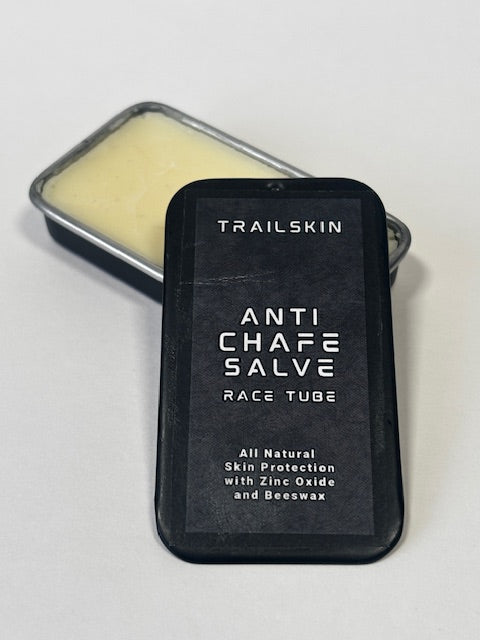 TRAILSKIN
ANTI
CHAFE
SALVE
RACE TUBE
All Natural
Skin Protection
with Zinc Oxide
and Beeswax